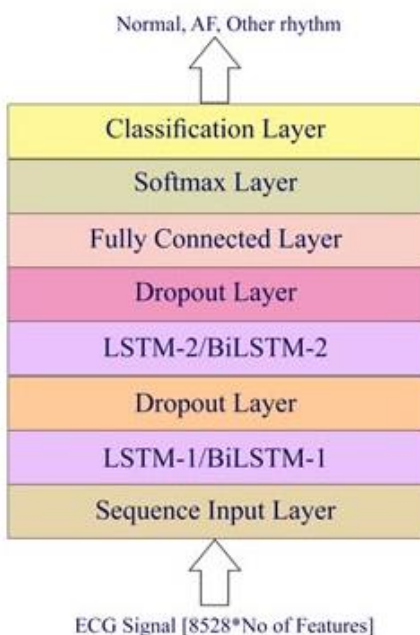 Normal, AF, Other rhythm
Classification Layer
Softmax Layer
Fully Connected Layer
Dropout Layer
LSTM-2/BiLSTM-2
Dropout Layer
LSTM-1/BiLSTM-1
Sequence Input Layer
ECG Signal [8528*No of Features]